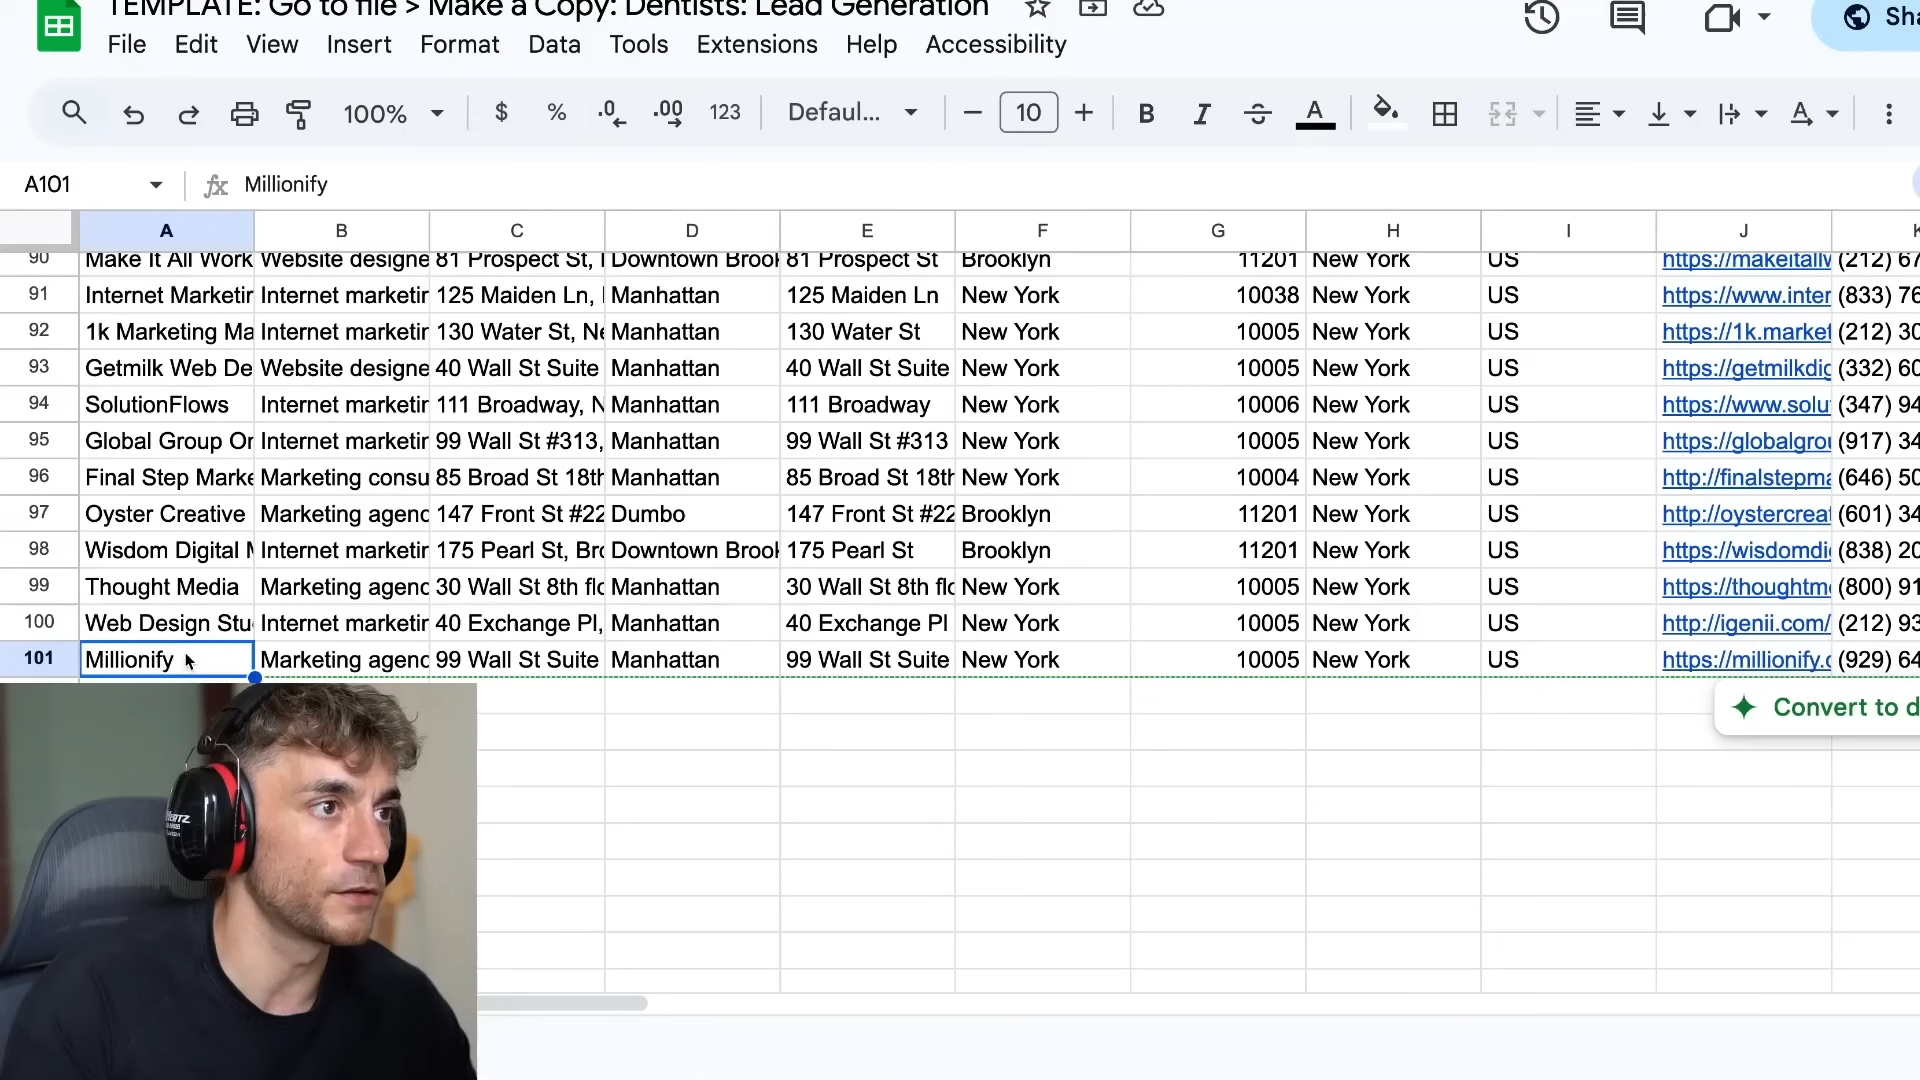 TEMPLATE: Go to file > Make a Copy: Dentists: Lead Generation
File Edit View Insert Format Data Tools Extensions Help Accessibility
100% $ % .0 .00 123 Defaul... 10 B I A
A101 fx Millionify
A B C D E F G H I J
90 Make It All Work Website designe 81 Prospect St, Downtown Brook 81 Prospect St Brooklyn 11201 New York US https://makeitallw (212) 67
91 Internet Marketin Internet marketin 125 Maiden Ln, Manhattan 125 Maiden Ln New York 10038 New York US https://www.inter (833) 76
92 1k Marketing Ma Internet marketin 130 Water St, Ne Manhattan 130 Water St New York 10005 New York US https://1k.market (212) 30
93 Getmilk Web De Website designe 40 Wall St Suite Manhattan 40 Wall St Suite New York 10005 New York US https://getmilkdig (332) 60
94 SolutionFlows Internet marketin 111 Broadway, N Manhattan 111 Broadway New York 10006 New York US https://www.solu (347) 94
95 Global Group On Internet marketin 99 Wall St #313, Manhattan 99 Wall St #313 New York 10005 New York US https://globalgrou (917) 34
96 Final Step Marke Marketing consu 85 Broad St 18th Manhattan 85 Broad St 18th New York 10004 New York US http://finalstepma (646) 50
97 Oyster Creative Marketing agenc 147 Front St #22 Dumbo 147 Front St #22 Brooklyn 11201 New York US http://oystercreat (601) 34
98 Wisdom Digital M Internet marketin 175 Pearl St, Bro Downtown Brook 175 Pearl St Brooklyn 11201 New York US https://wisdomdi (838) 20
99 Thought Media Marketing agenc 30 Wall St 8th flo Manhattan 30 Wall St 8th flo New York 10005 New York US https://thoughtme (800) 91
100 Web Design Stu Internet marketin 40 Exchange Pl, Manhattan 40 Exchange Pl New York 10005 New York US http://igenii.com/ (212) 93
101 Millionify Marketing agenc 99 Wall St Suite Manhattan 99 Wall St Suite New York 10005 New York US https://millionify.c (929) 64
Convert to